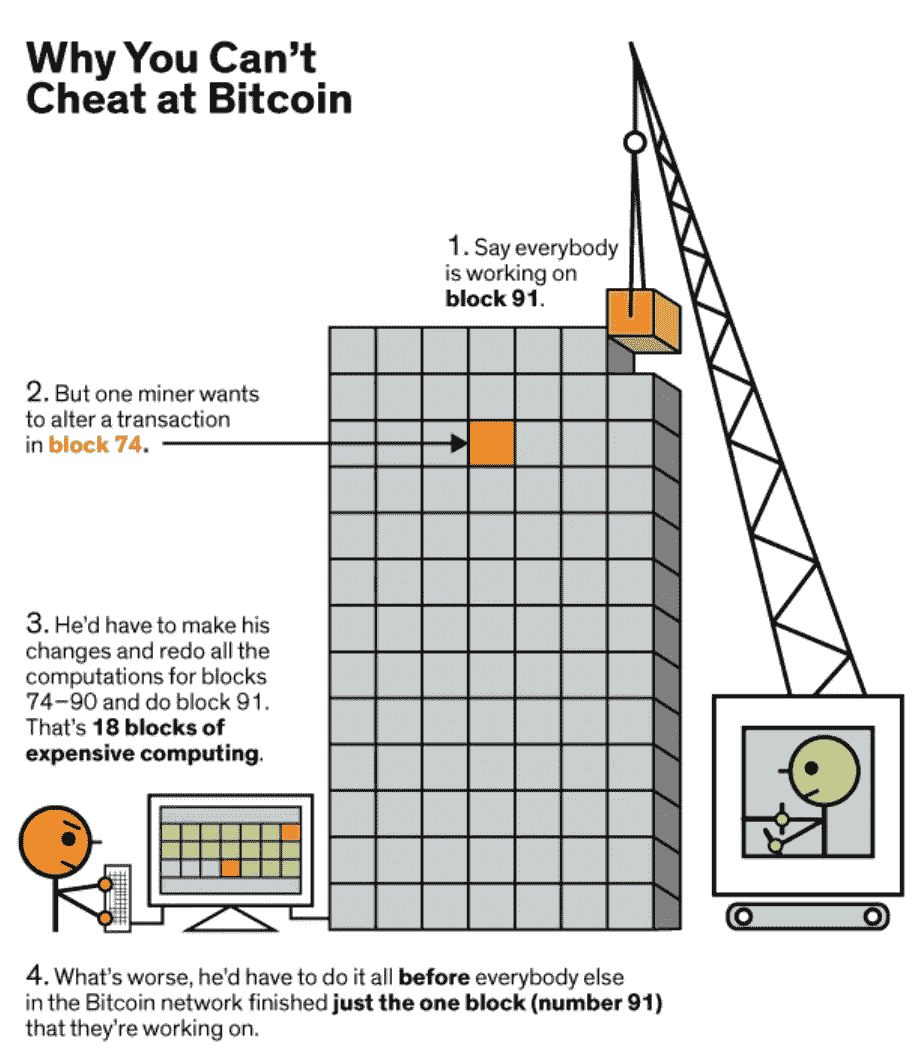 Why You Can't
Cheat at Bitcoin
1. Say everybody
is working on
block 91.
2. But one miner wants
to alter a transaction
in block 74.
3. He'd have to make his
changes and redo all the
computations for blocks
74–90 and do block 91.
That's 18 blocks of
expensive computing.
4. What's worse, he'd have to do it all before everybody else
in the Bitcoin network finished just the one block (number 91)
that they're working on.